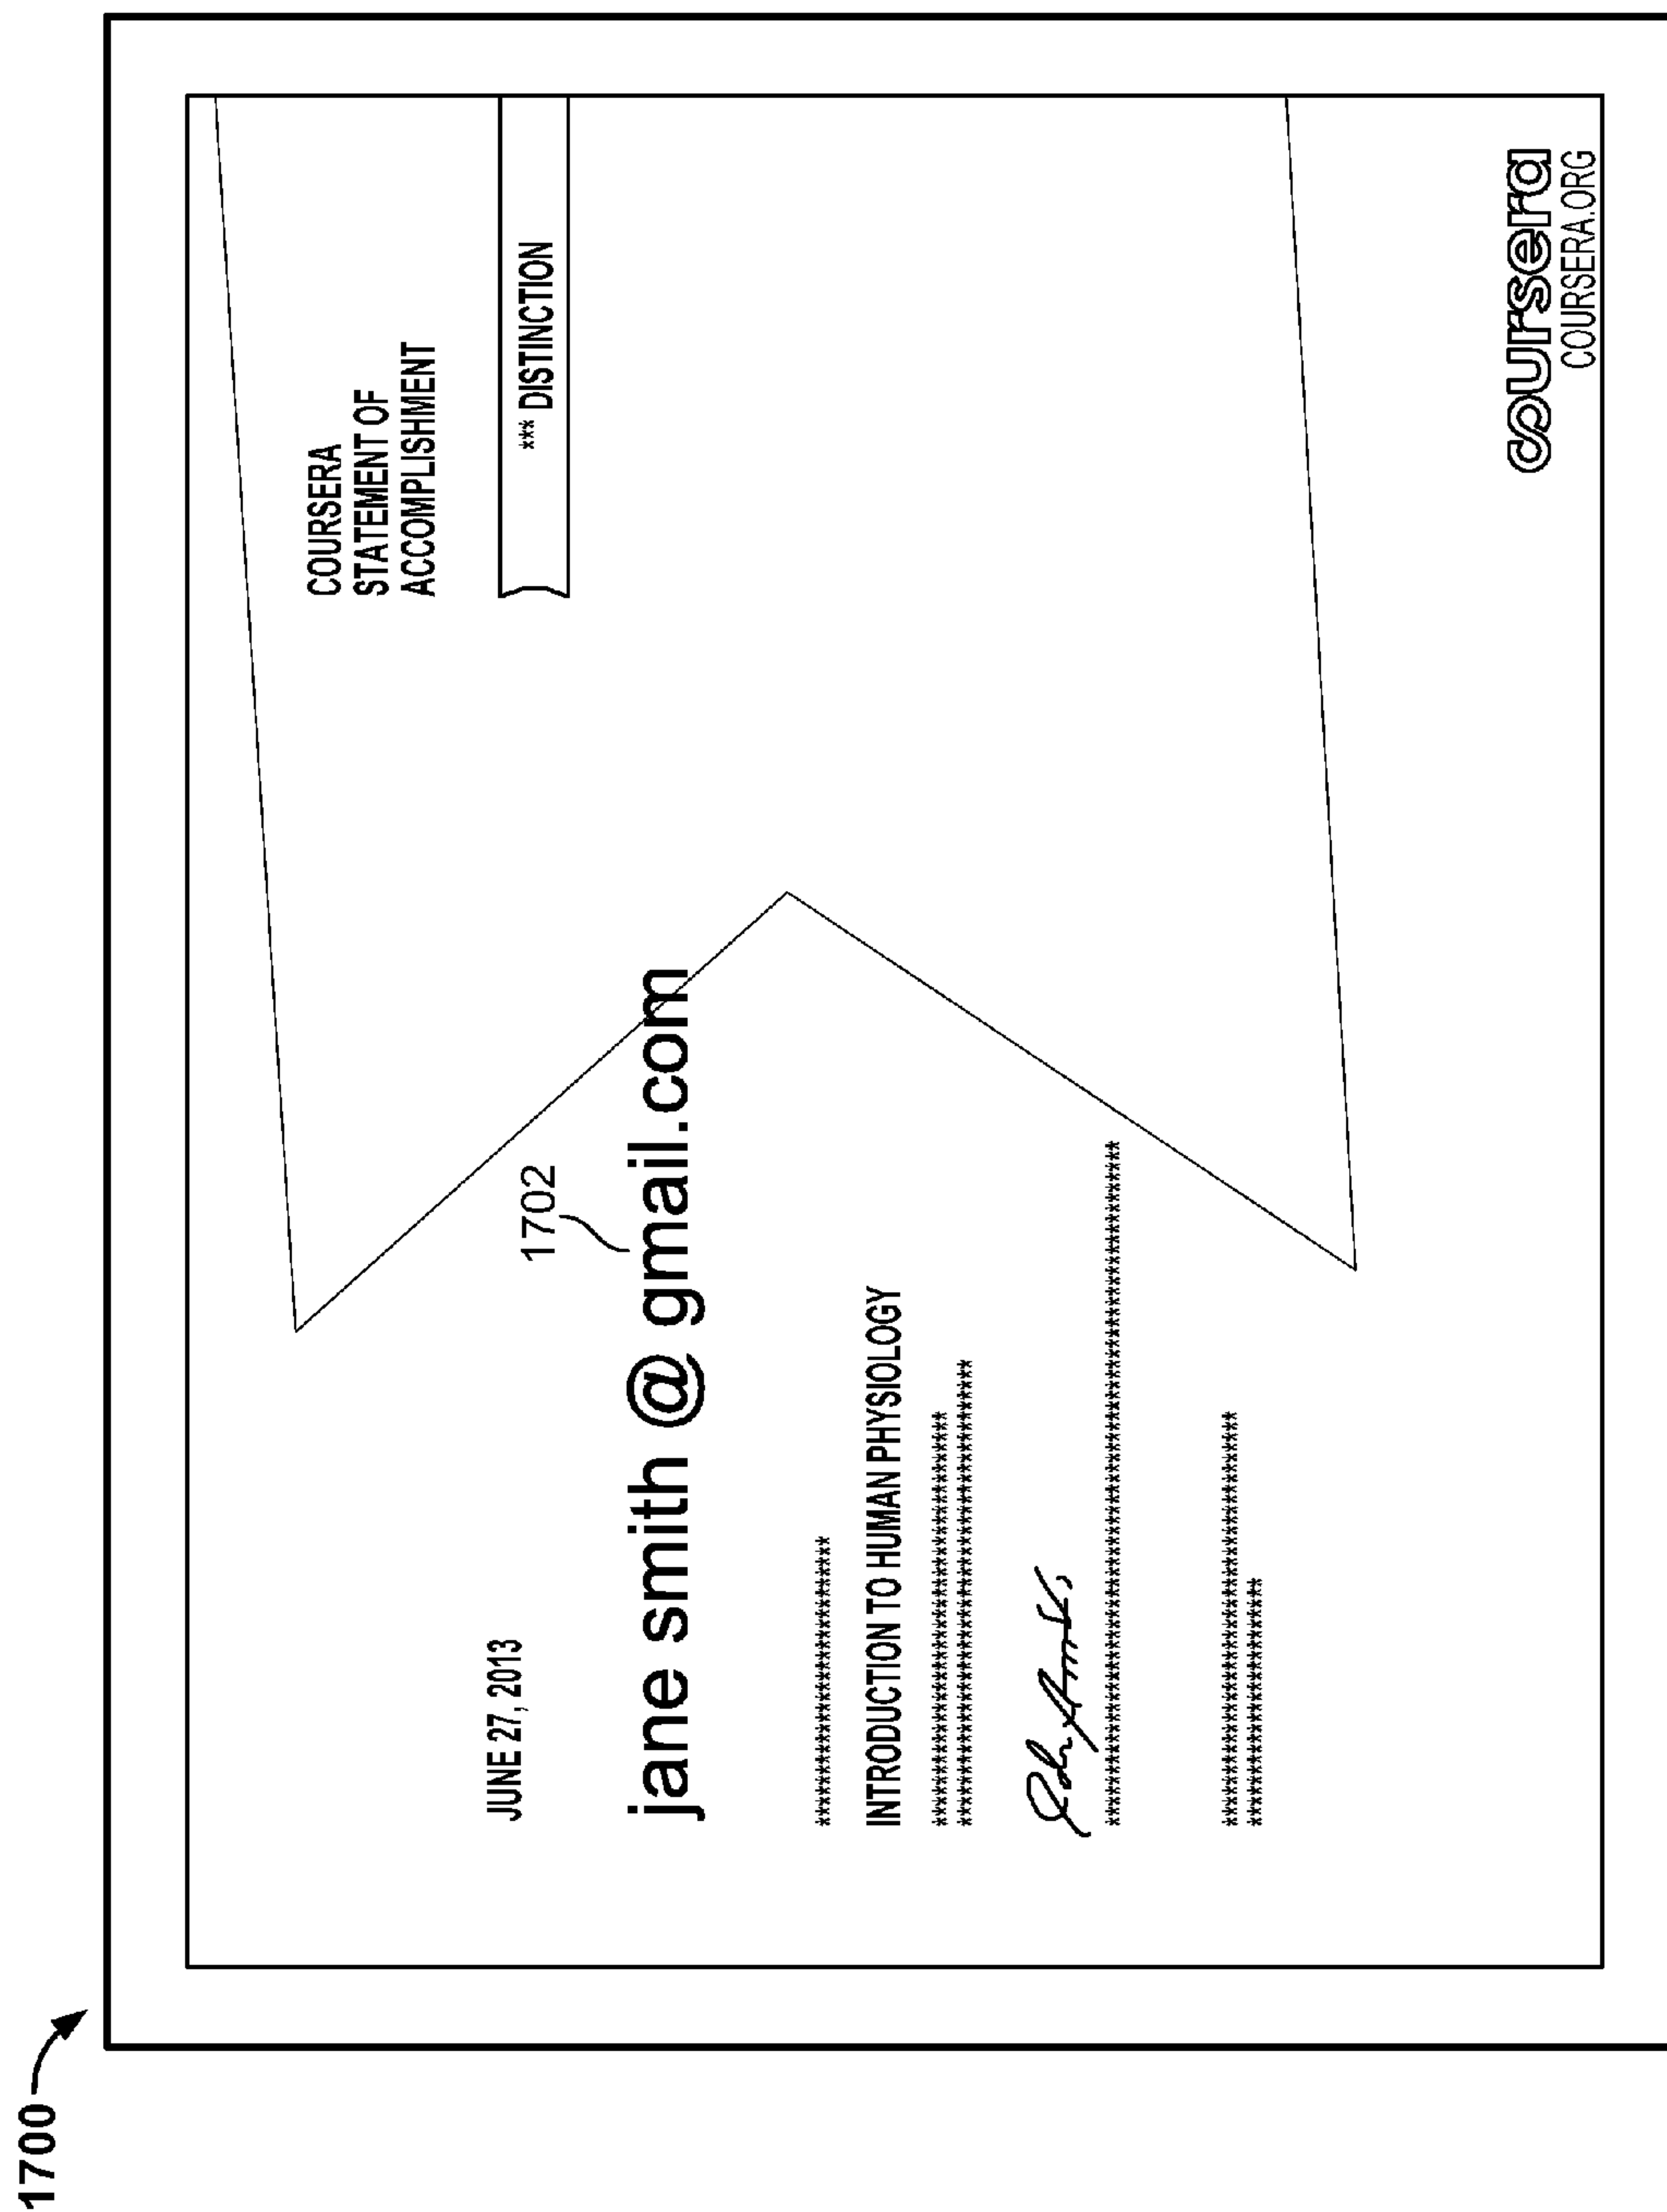 1700
COURSERA
STATEMENT OF
ACCOMPLISHMENT
*** DISTINCTION
JUNE 27, 2013
1702
jane smith @ gmail.com
INTRODUCTION TO HUMAN PHYSIOLOGY
coursera
COURSERA.ORG